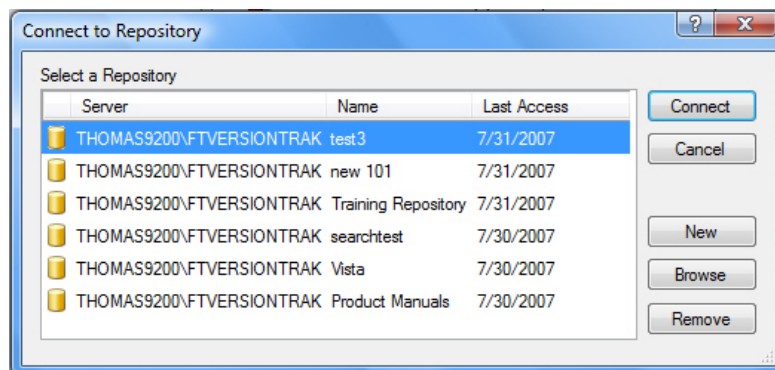 Connect to Repository
?
X
Select a Repository
Server Name Last Access
THOMAS9200\FTVERSIONTRAK test3 7/31/2007
THOMAS9200\FTVERSIONTRAK new 101 7/31/2007
THOMAS9200\FTVERSIONTRAK Training Repository 7/31/2007
THOMAS9200\FTVERSIONTRAK searchtest 7/30/2007
THOMAS9200\FTVERSIONTRAK Vista 7/30/2007
THOMAS9200\FTVERSIONTRAK Product Manuals 7/30/2007
Connect
Cancel
New
Browse
Remove